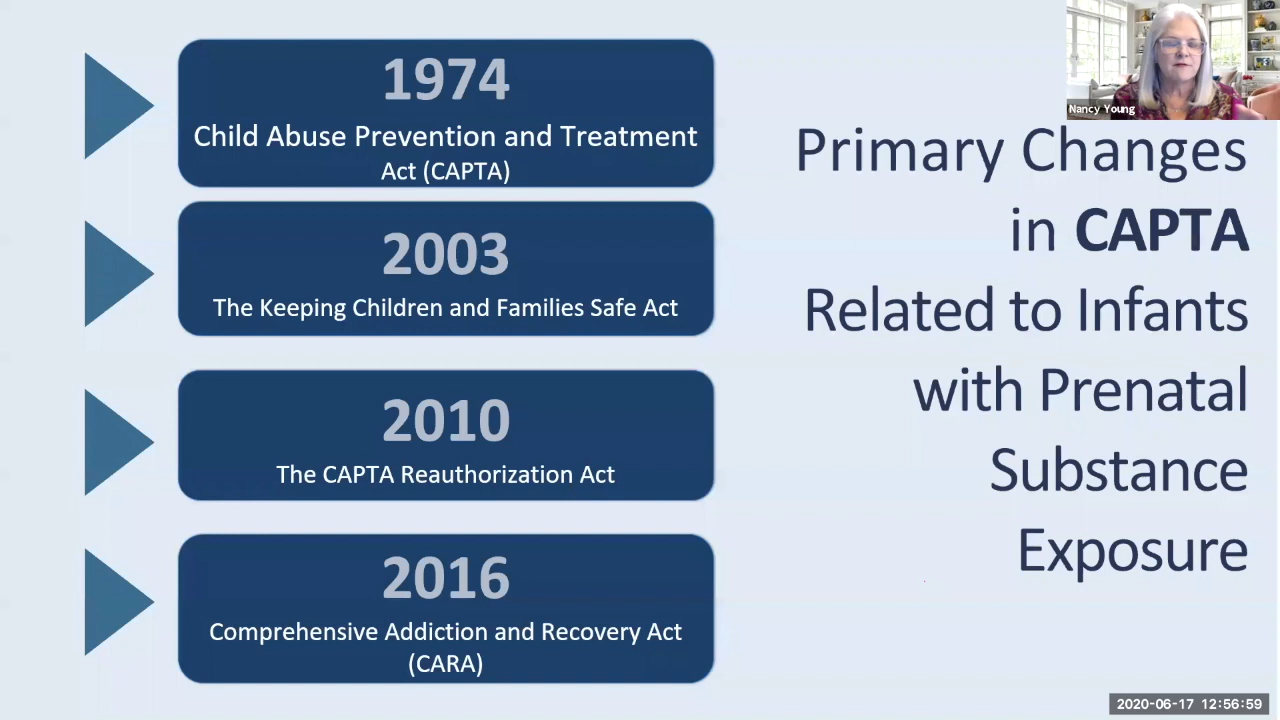 1974
Child Abuse Prevention and Treatment
Act (CAPTA)
2003
The Keeping Children and Families Safe Act
2010
The CAPTA Reauthorization Act
2016
Comprehensive Addiction and Recovery Act
(CARA)
Nancy Young
Primary Changes
in CAPTA
Related to Infants
with Prenatal
Substance
Exposure
2020-06-17 12:56:59